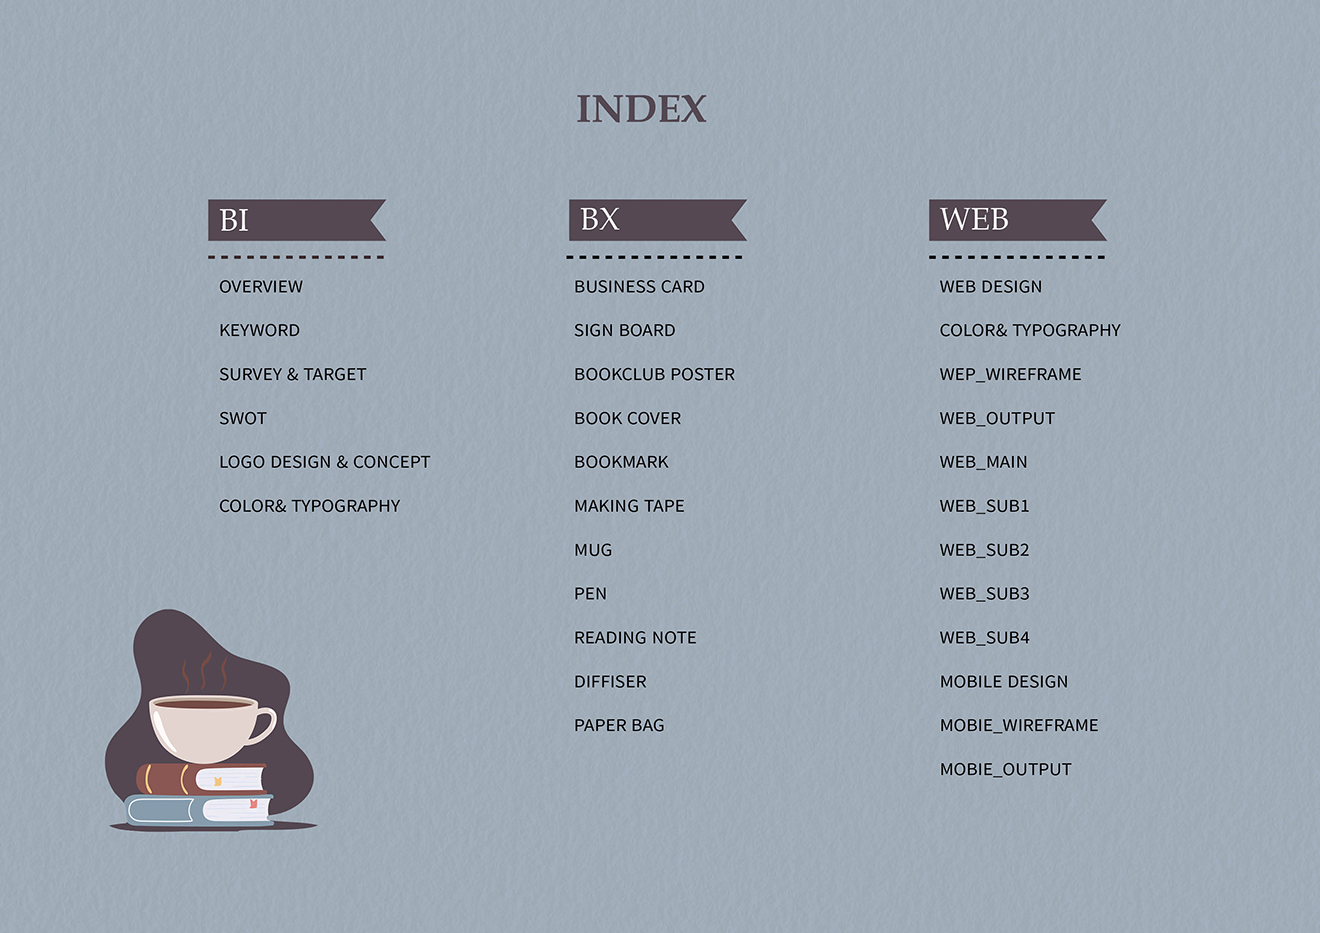 INDEX
BI
OVERVIEW
KEYWORD
SURVEY & TARGET
SWOT
LOGO DESIGN & CONCEPT
COLOR& TYPOGRAPHY
BX
BUSINESS CARD
SIGN BOARD
BOOKCLUB POSTER
BOOK COVER
BOOKMARK
MAKING TAPE
MUG
PEN
READING NOTE
DIFFISER
PAPER BAG
WEB
WEB DESIGN
COLOR& TYPOGRAPHY
WEP_WIREFRAME
WEB_OUTPUT
WEB_MAIN
WEB_SUB1
WEB_SUB2
WEB_SUB3
WEB_SUB4
MOBILE DESIGN
MOBIE_WIREFRAME
MOBIE_OUTPUT